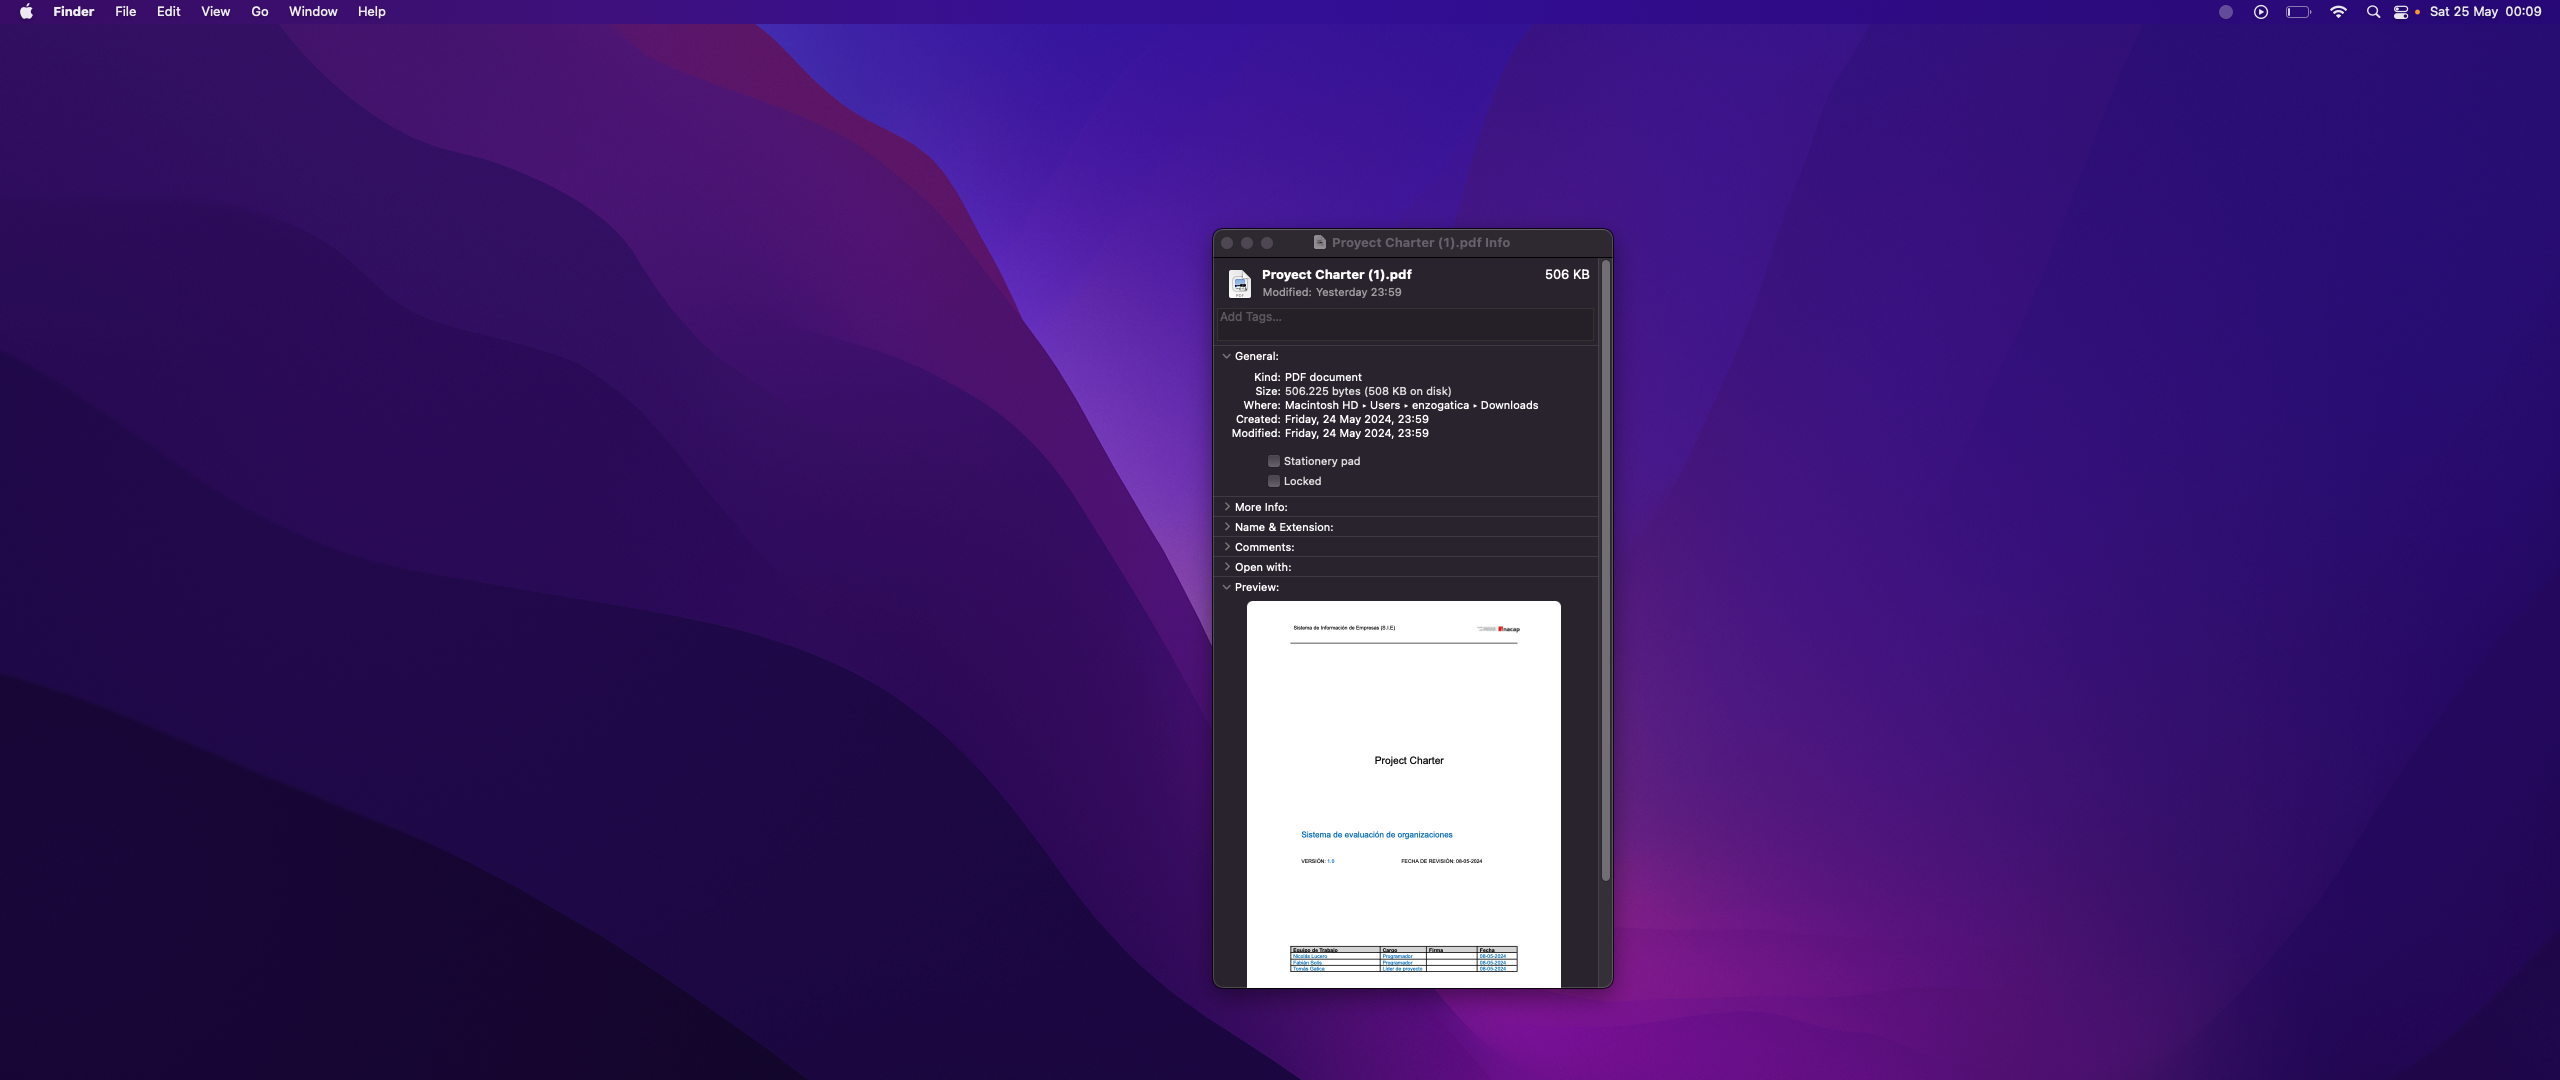 Finder File Edit View Go Window Help
Sat 25 May 00:09
Proyect Charter (1).pdf Info
Proyect Charter (1).pdf 506 KB
Modified: Yesterday 23:59
Add Tags...
General:
Kind: PDF document
Size: 506.225 bytes (508 KB on disk)
Where: Macintosh HD ▸ Users ▸ enzogatica ▸ Downloads
Created: Friday, 24 May 2024, 23:59
Modified: Friday, 24 May 2024, 23:59
Stationery pad
Locked
More Info:
Name & Extension:
Comments:
Open with:
Preview:
Sistema de Información de Empresas (S.I.E) inacap
Project Charter
Sistema de evaluación de organizaciones
VERSIÓN: 1.0 FECHA DE REVISIÓN: 08-05-2024
Equipo de Trabajo Cargo Firma Fecha
Nicolás Lucero Programador 08-05-2024
Fabián Solis Programador 08-05-2024
Tomás Gatica Líder de proyecto 08-05-2024